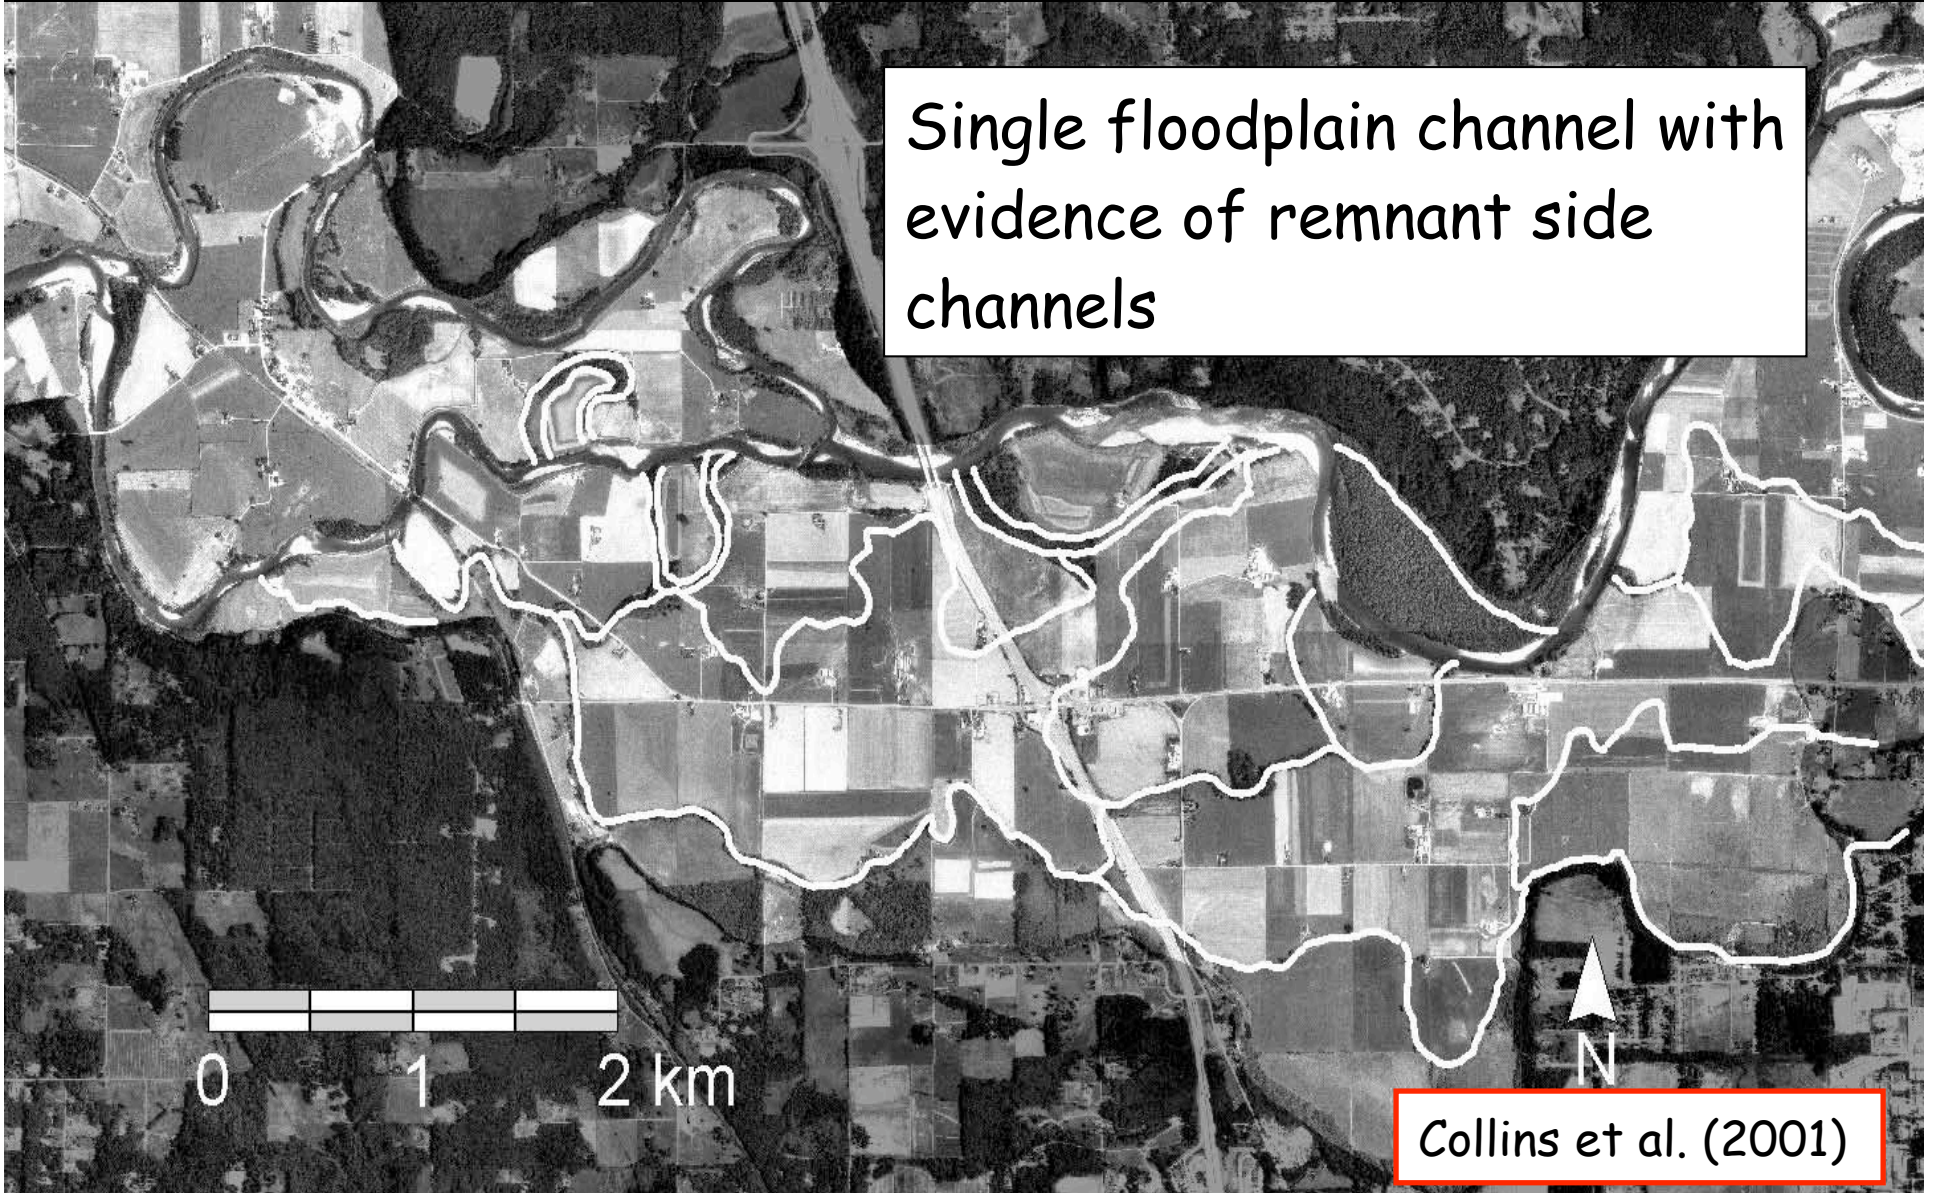 Single floodplain channel with
evidence of remnant side
channels
0 1 2 km
N
Collins et al. (2001)